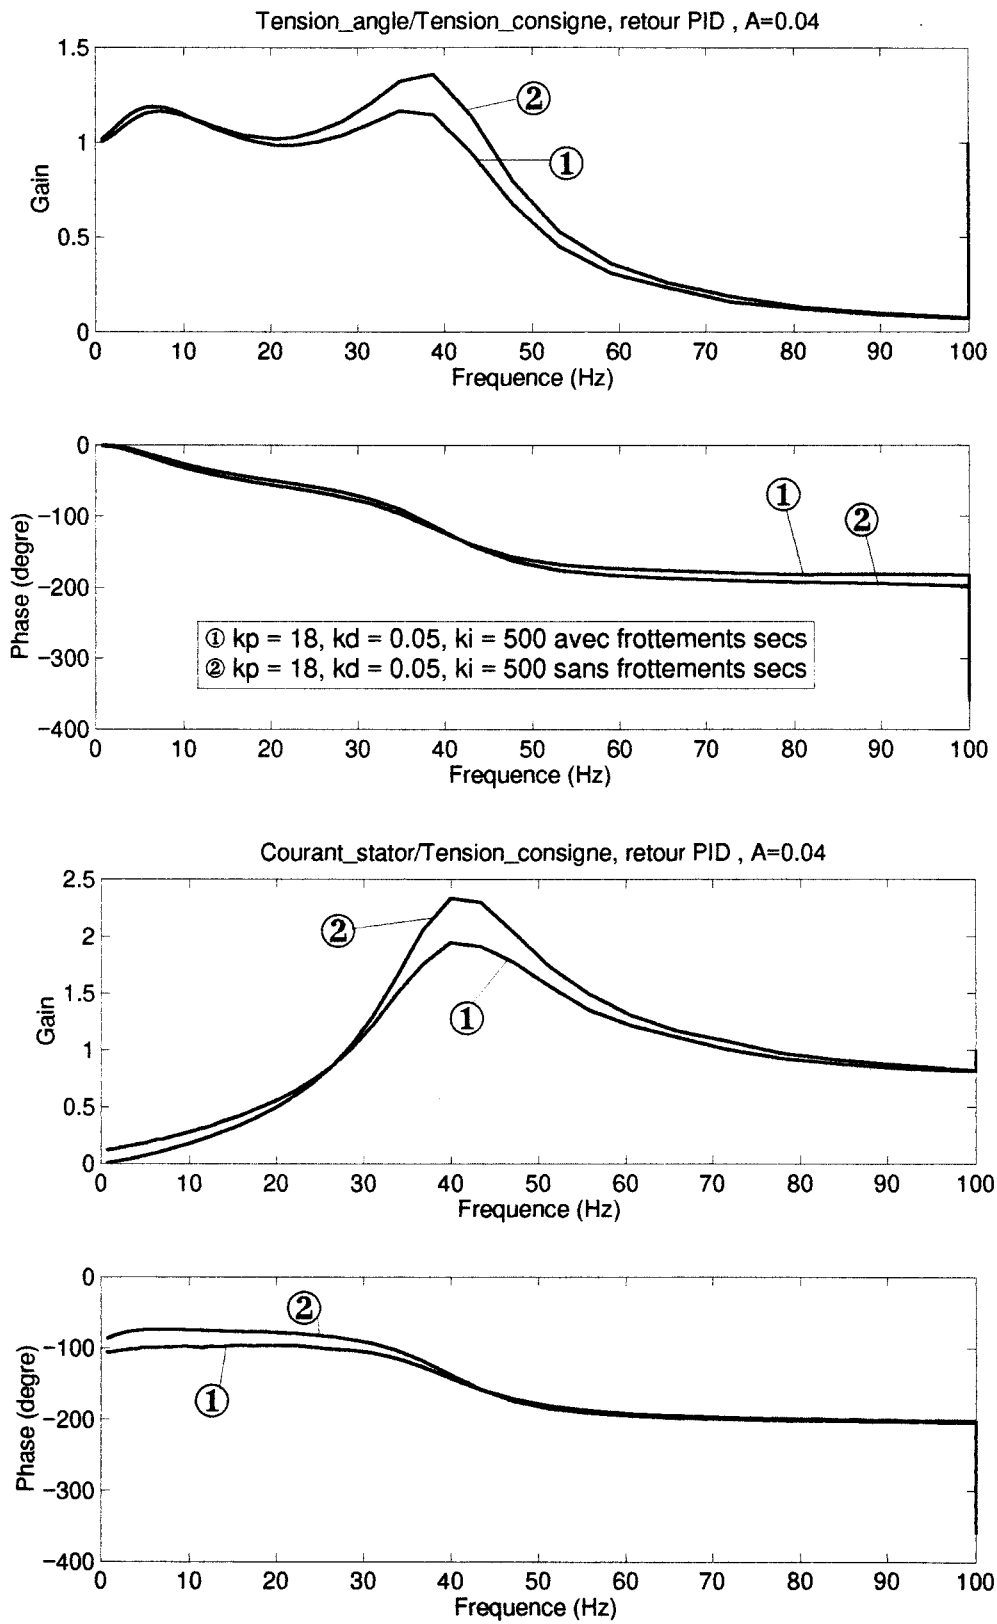 Tension_angle/Tension_consigne, retour PID , A=0.04
1.5
1
0.5
0
Gain
②
①
0 10 20 30 40 50 60 70 80 90 100
Frequence (Hz)
0
−100
−200
−300
−400
Phase (degre)
①
②
① kp = 18, kd = 0.05, ki = 500 avec frottements secs
② kp = 18, kd = 0.05, ki = 500 sans frottements secs
0 10 20 30 40 50 60 70 80 90 100
Frequence (Hz)
Courant_stator/Tension_consigne, retour PID , A=0.04
2.5
2
1.5
1
0.5
0
Gain
②
①
0 10 20 30 40 50 60 70 80 90 100
Frequence (Hz)
0
−100
−200
−300
−400
Phase (degre)
②
①
0 10 20 30 40 50 60 70 80 90 100
Frequence (Hz)